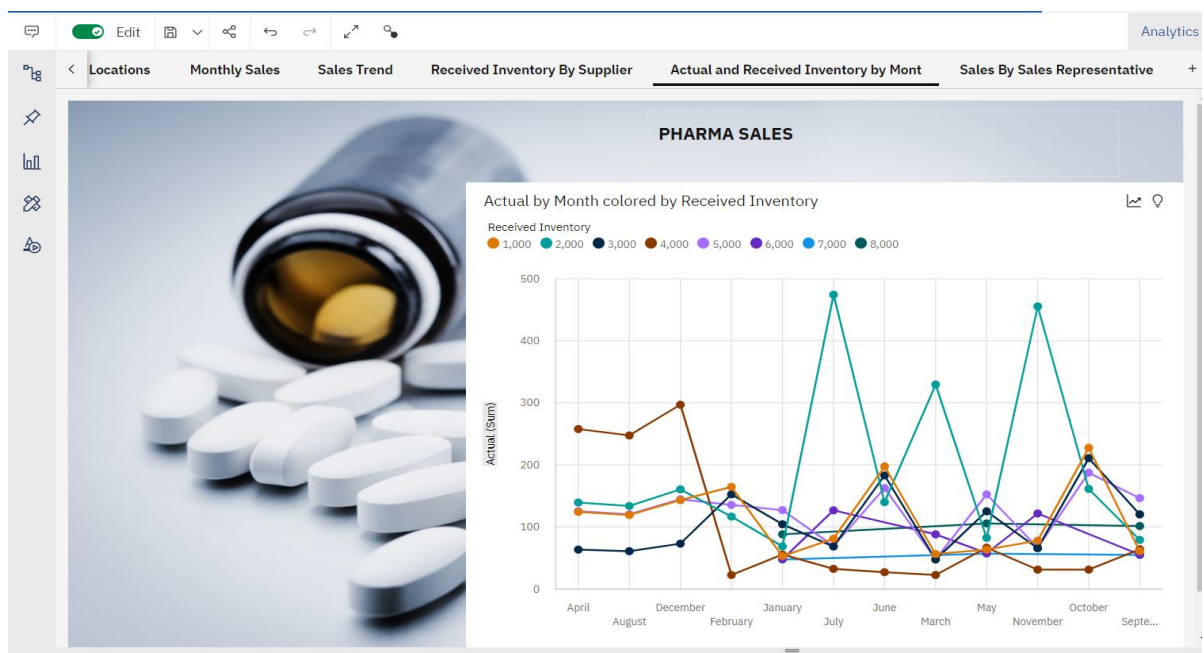 Edit
Analytics
Locations Monthly Sales Sales Trend Received Inventory By Supplier Actual and Received Inventory by Mont Sales By Sales Representative +
PHARMA SALES
Actual by Month colored by Received Inventory
Received Inventory
1,000 2,000 3,000 4,000 5,000 6,000 7,000 8,000
500
400
300
200
100
0
Actual (Sum)
April December January June May October
August February July March November Septe...